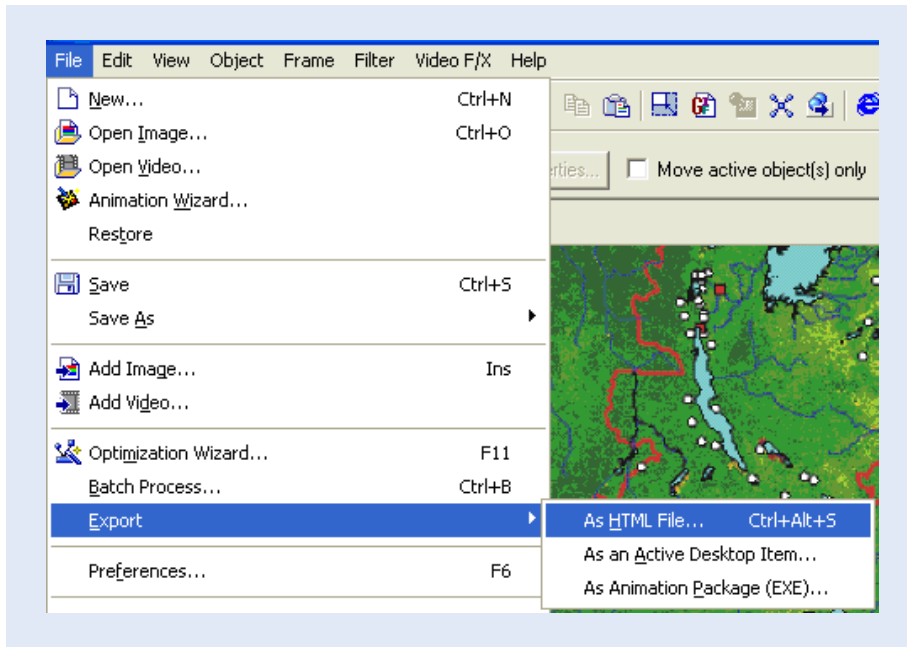 File Edit View Object Frame Filter Video F/X Help
New... Ctrl+N
Open Image... Ctrl+O
Open Video...
Animation Wizard...
Restore
Save Ctrl+S
Save As
Add Image... Ins
Add Video...
Optimization Wizard... F11
Batch Process... Ctrl+B
Export
Preferences... F6
erties...
Move active object(s) only
As HTML File... Ctrl+Alt+S
As an Active Desktop Item...
As Animation Package (EXE)...